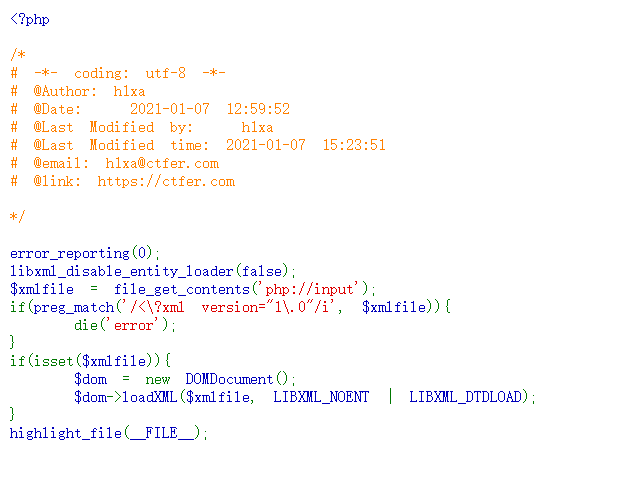 <?php
/*
# -*- coding: utf-8 -*-
# @Author: hlxa
# @Date: 2021-01-07 12:59:52
# @Last Modified by: hlxa
# @Last Modified time: 2021-01-07 15:23:51
# @email: hlxa@ctfer.com
# @link: https://ctfer.com
*/
error_reporting(0);
libxml_disable_entity_loader(false);
$xmlfile = file_get_contents('php://input');
if(preg_match('/<\?xml version="1\.0"/i', $xmlfile)){
die('error');
}
if(isset($xmlfile)){
$dom = new DOMDocument();
$dom->loadXML($xmlfile, LIBXML_NOENT | LIBXML_DTDLOAD);
}
highlight_file(__FILE__);